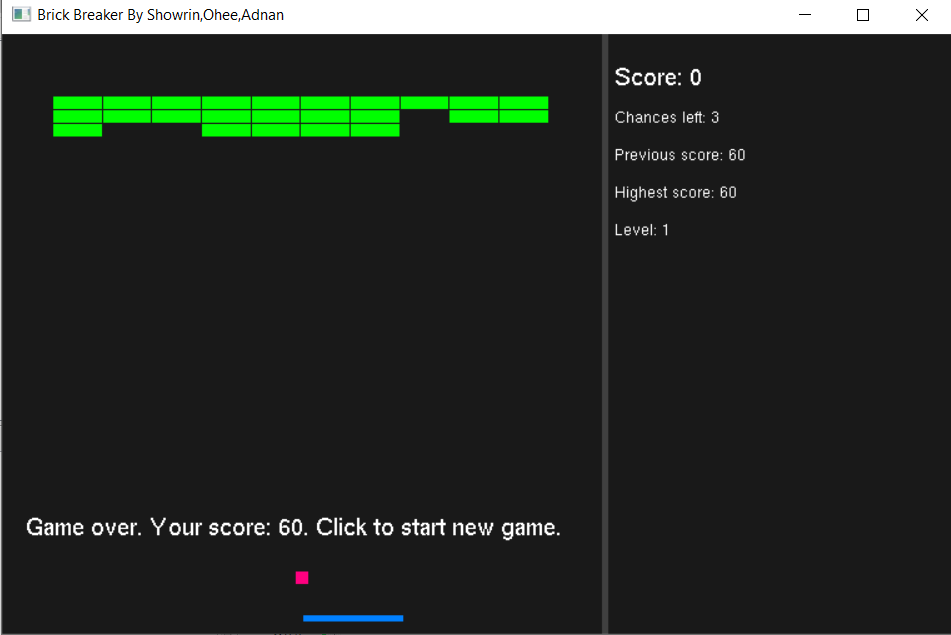 Brick Breaker By Showrin,Ohee,Adnan
Score: 0
Chances left: 3
Previous score: 60
Highest score: 60
Level: 1
Game over. Your score: 60. Click to start new game.